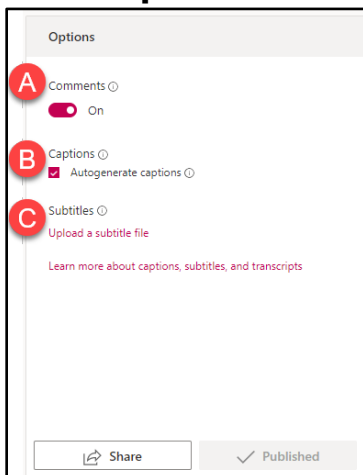 Options
A
Comments
On
B
Captions
Autogenerate captions
C
Subtitles
Upload a subtitle file
Learn more about captions, subtitles, and transcripts
Share
Published